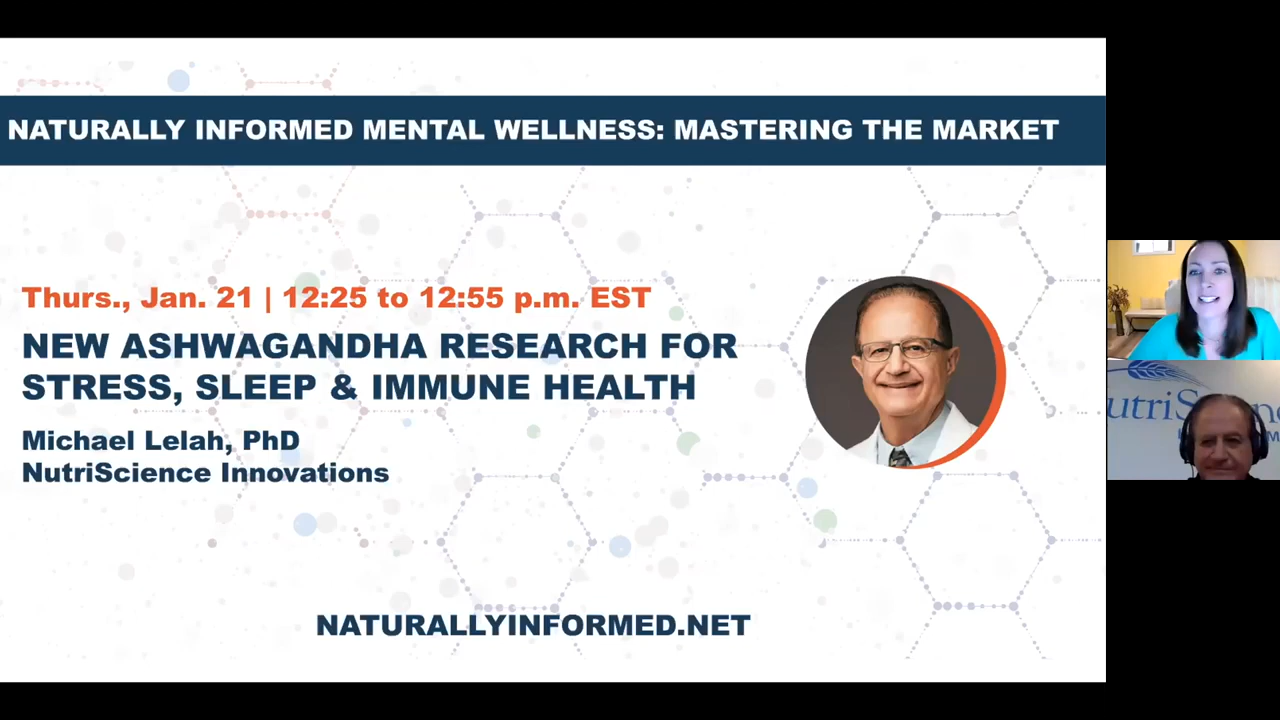 NATURALLY INFORMED MENTAL WELLNESS: MASTERING THE MARKET
Thurs., Jan. 21 | 12:25 to 12:55 p.m. EST
NEW ASHWAGANDHA RESEARCH FOR
STRESS, SLEEP & IMMUNE HEALTH
Michael Lelah, PhD
NutriScience Innovations
NATURALLYINFORMED.NET